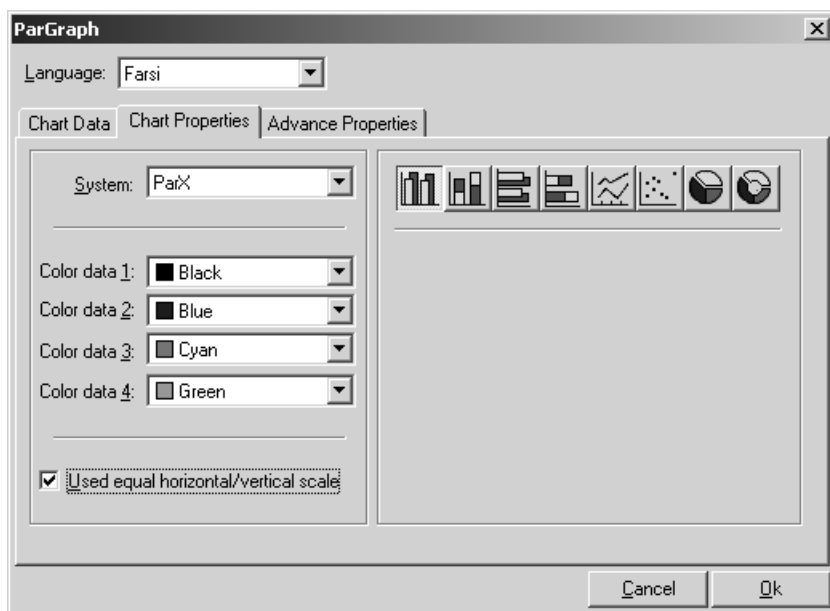 ParGraph
Language: Farsi
Chart Data Chart Properties Advance Properties
System: ParX
Color data 1: Black
Color data 2: Blue
Color data 3: Cyan
Color data 4: Green
Used equal horizontal/vertical scale
Cancel Ok